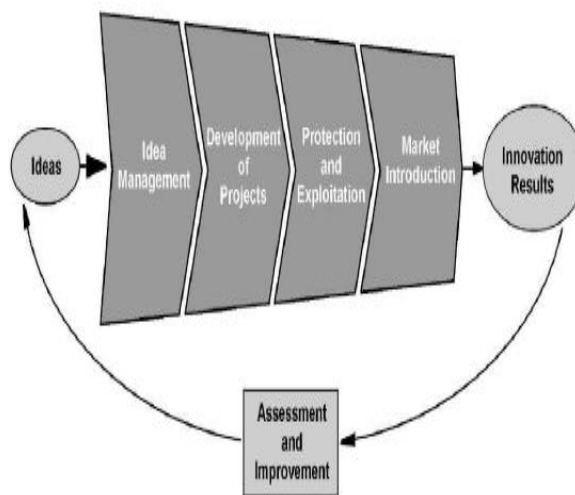 Ideas
Idea
Management
Development
of
Projects
Protection
and
Exploitation
Market
Introduction
Innovation
Results
Assessment
and
Improvement